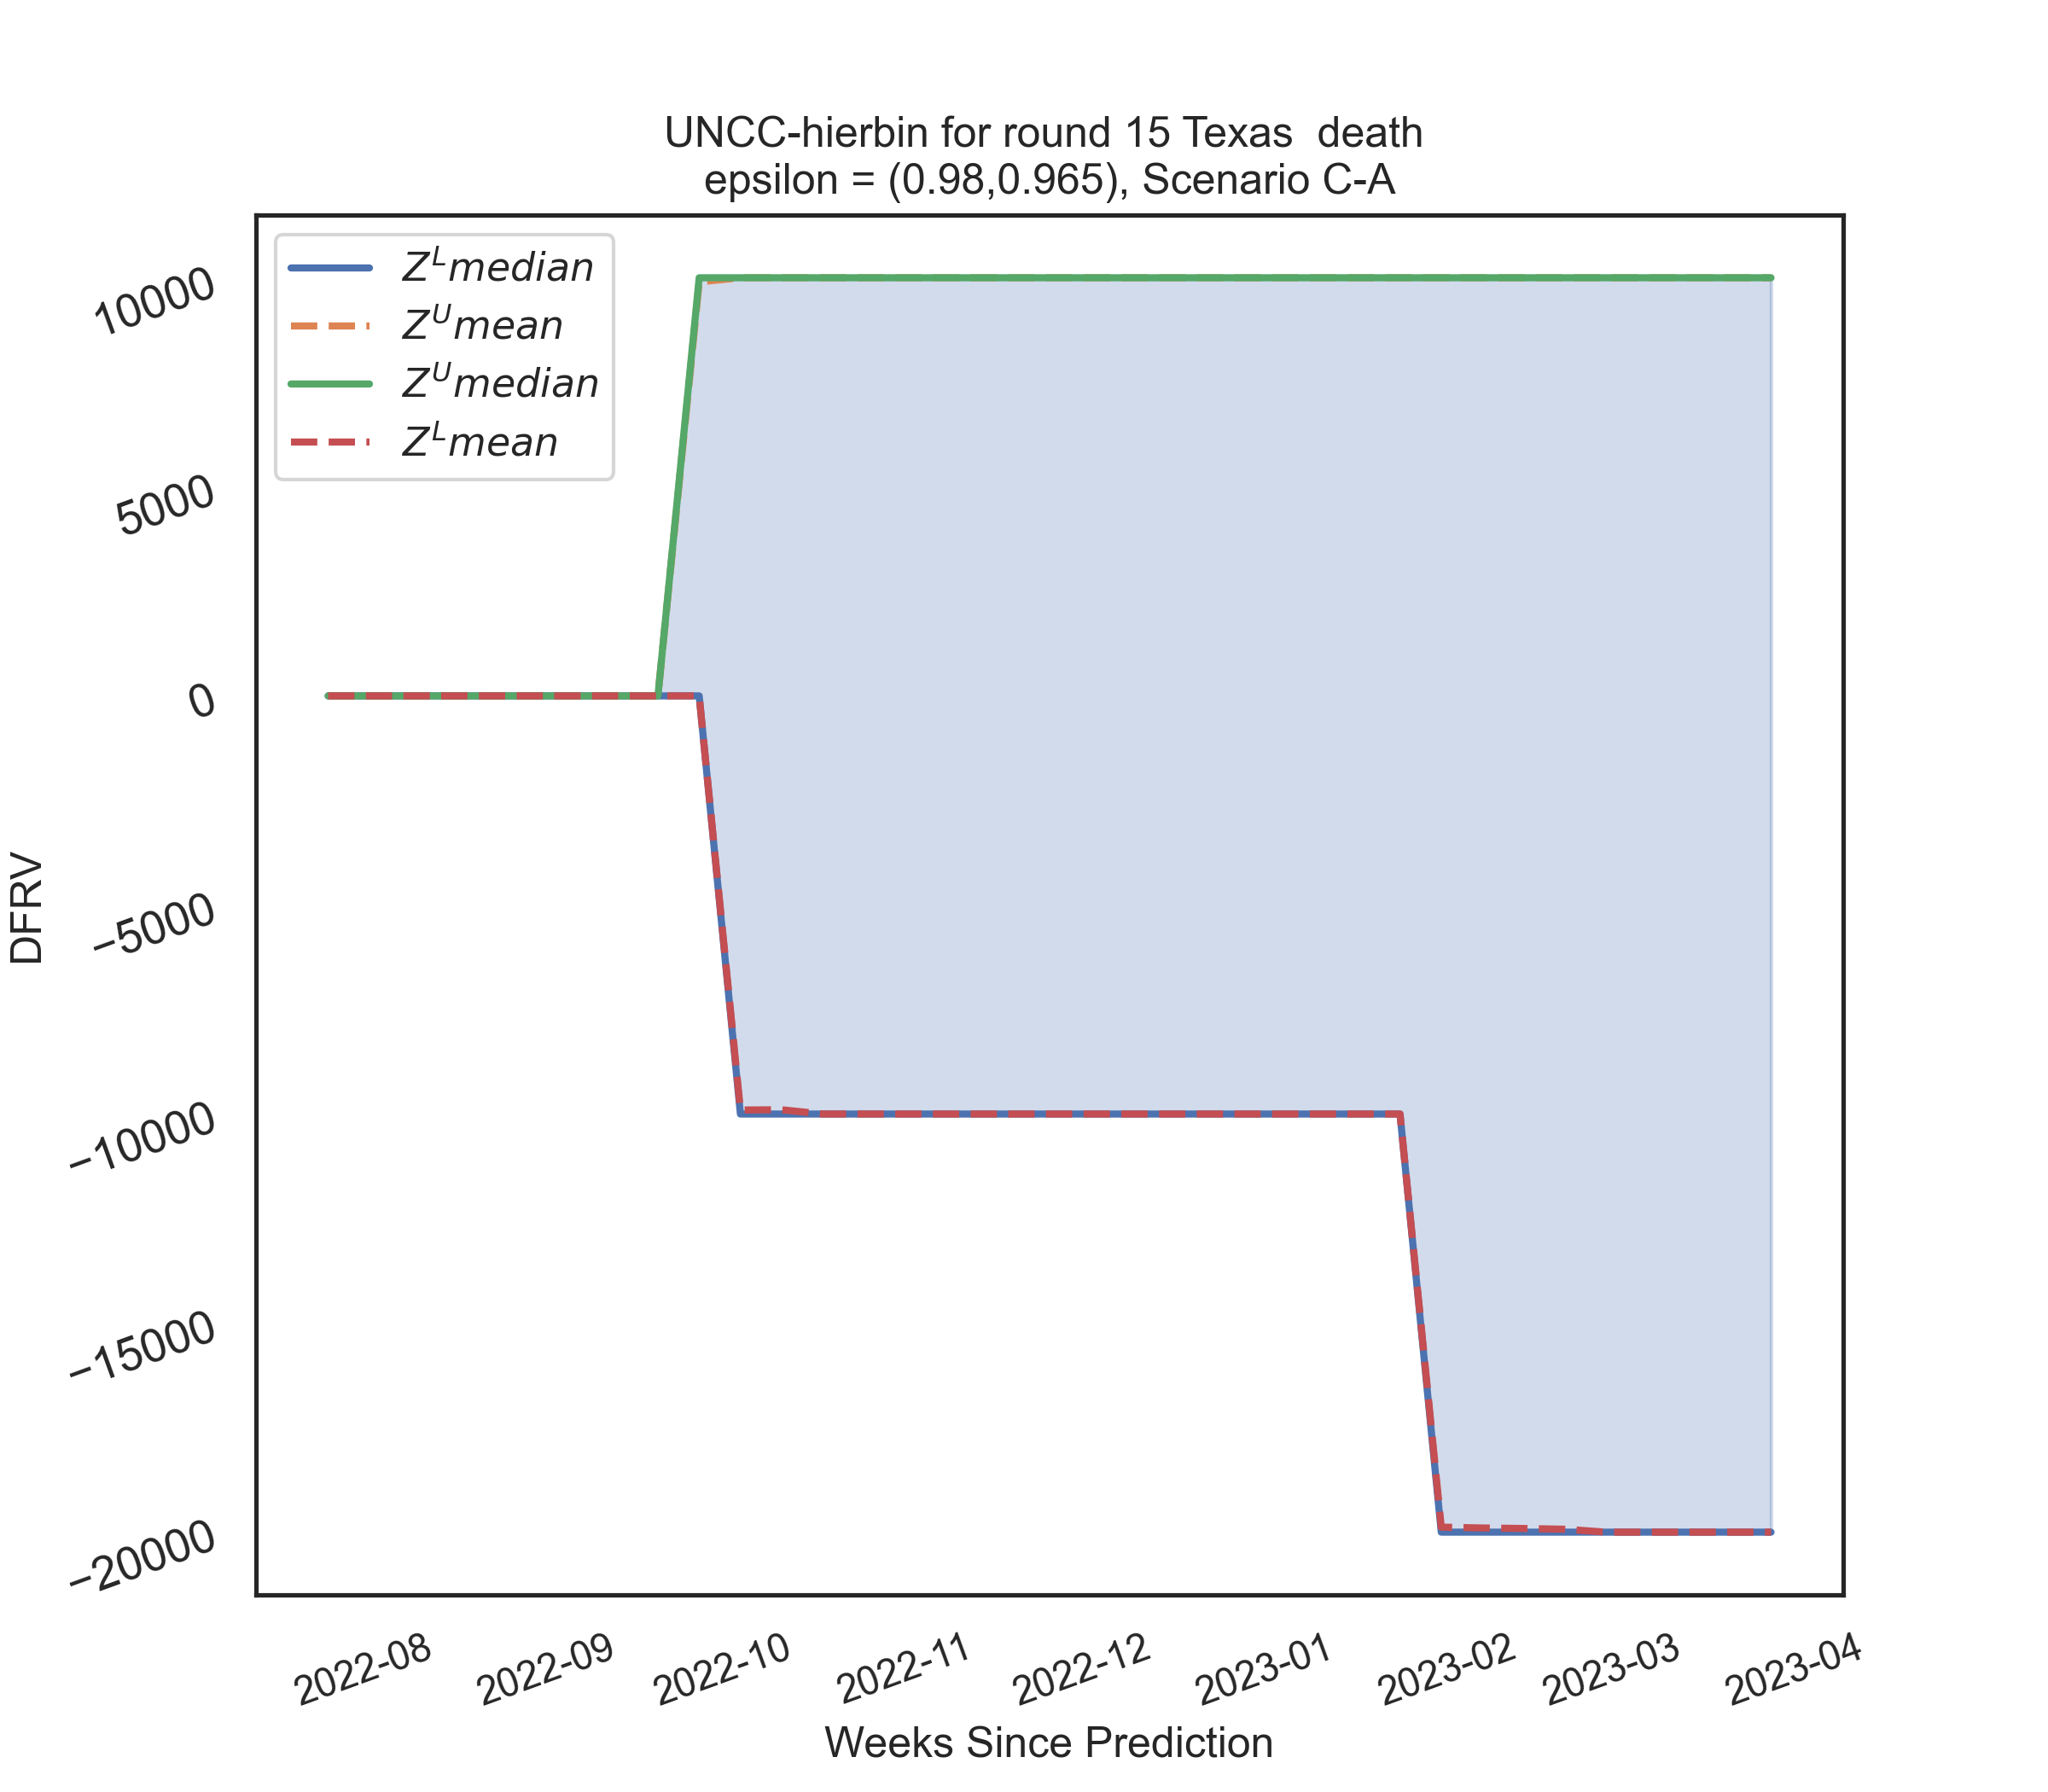 UNCC-hierbin for round 15 Texas  death
epsilon = (0.98,0.965), Scenario C-A
Z^L median
Z^U mean
Z^U median
Z^L mean
10000
5000
0
−5000
−10000
−15000
−20000
DFRV
2022-08
2022-09
2022-10
2022-11
2022-12
2023-01
2023-02
2023-03
2023-04
Weeks Since Prediction